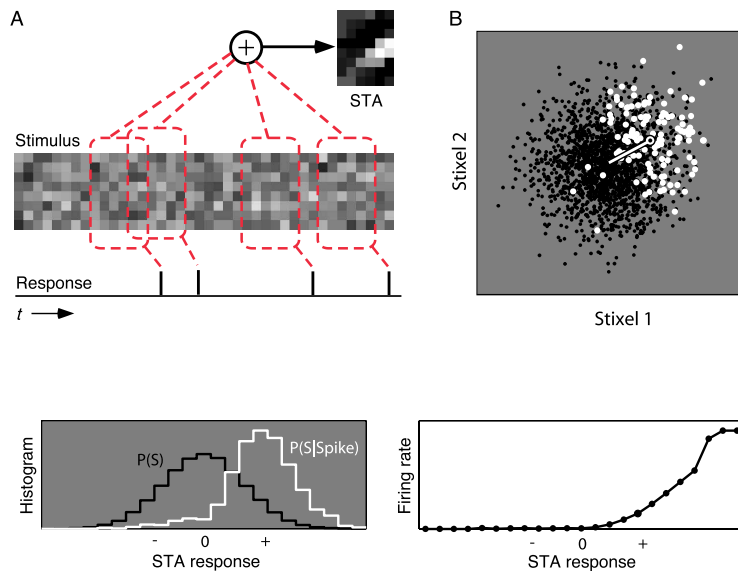 A
+
STA
Stimulus
Response
t
B
Stixel 2
Stixel 1
Histogram
P(S)
P(S|Spike)
- 0 +
STA response
Firing rate
- 0 +
STA response